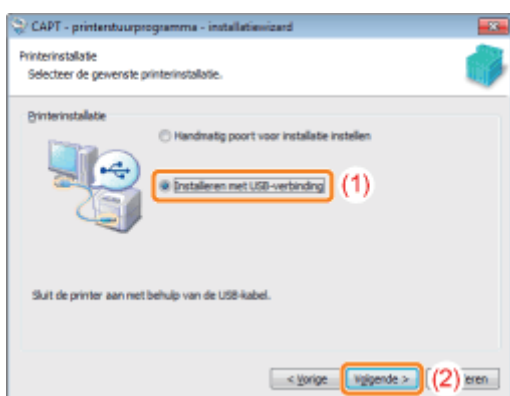 CAPT - printerstuurprogramma - installatiewizard
Printerinstallatie
Selecteer de gewenste printerinstallatie.
Printerinstallatie
Handmatig poort voor installatie instellen
Installeren met USB-verbinding (1)
Sluit de printer aan met behulp van de USB-kabel.
< Vorige Volgende > (2) eren